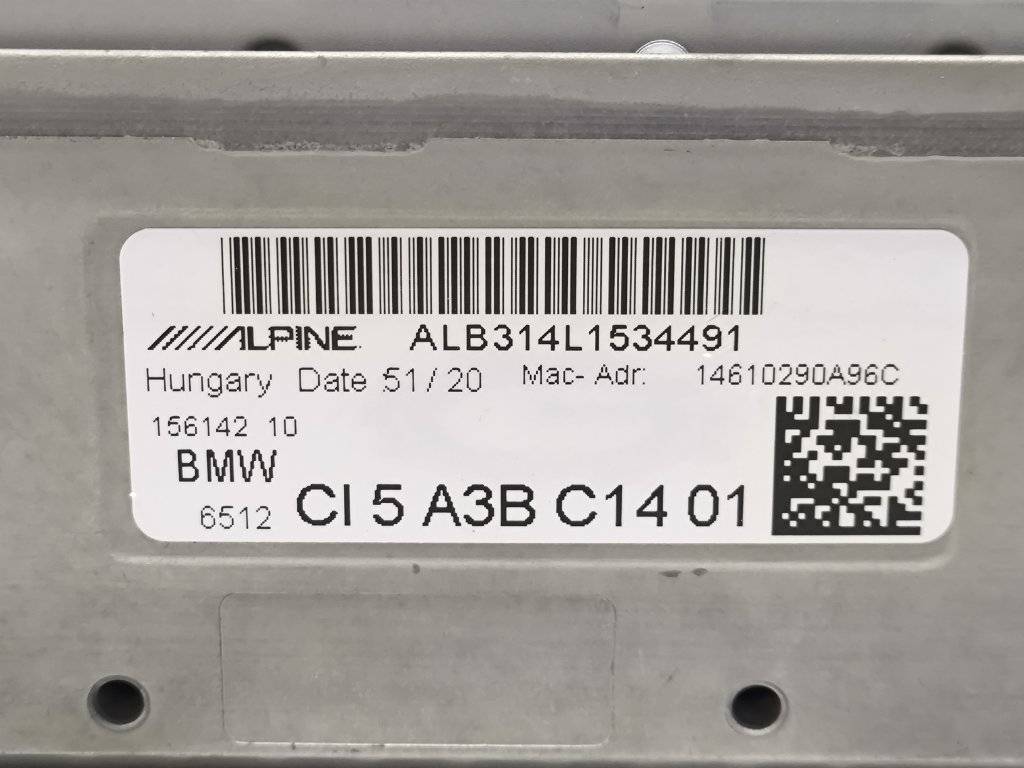 ALPINE ALB314L1534491
Hungary Date 51/20 Mac- Adr: 14610290A96C
156142 10
BMW
6512 CI 5 A3B C14 01